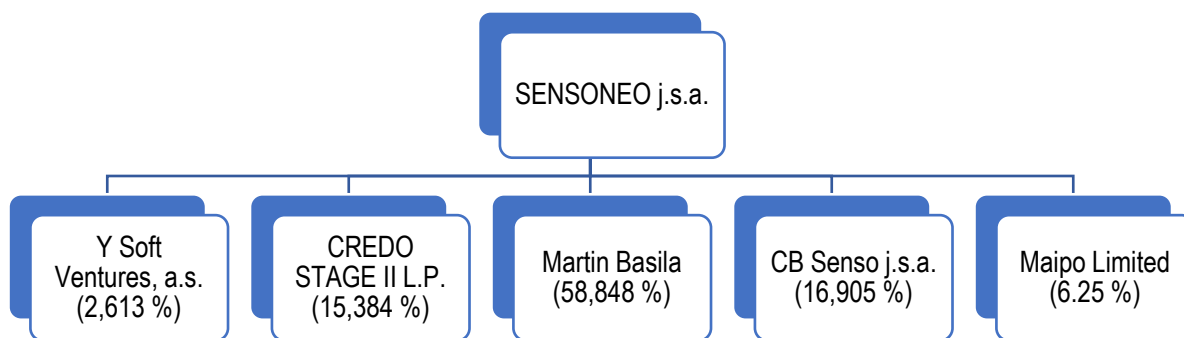 SENSONEO j.s.a.
Y Soft
Ventures, a.s.
(2,613 %)
CREDO
STAGE II L.P.
(15,384 %)
Martin Basila
(58,848 %)
CB Senso j.s.a.
(16,905 %)
Maipo Limited
(6.25 %)